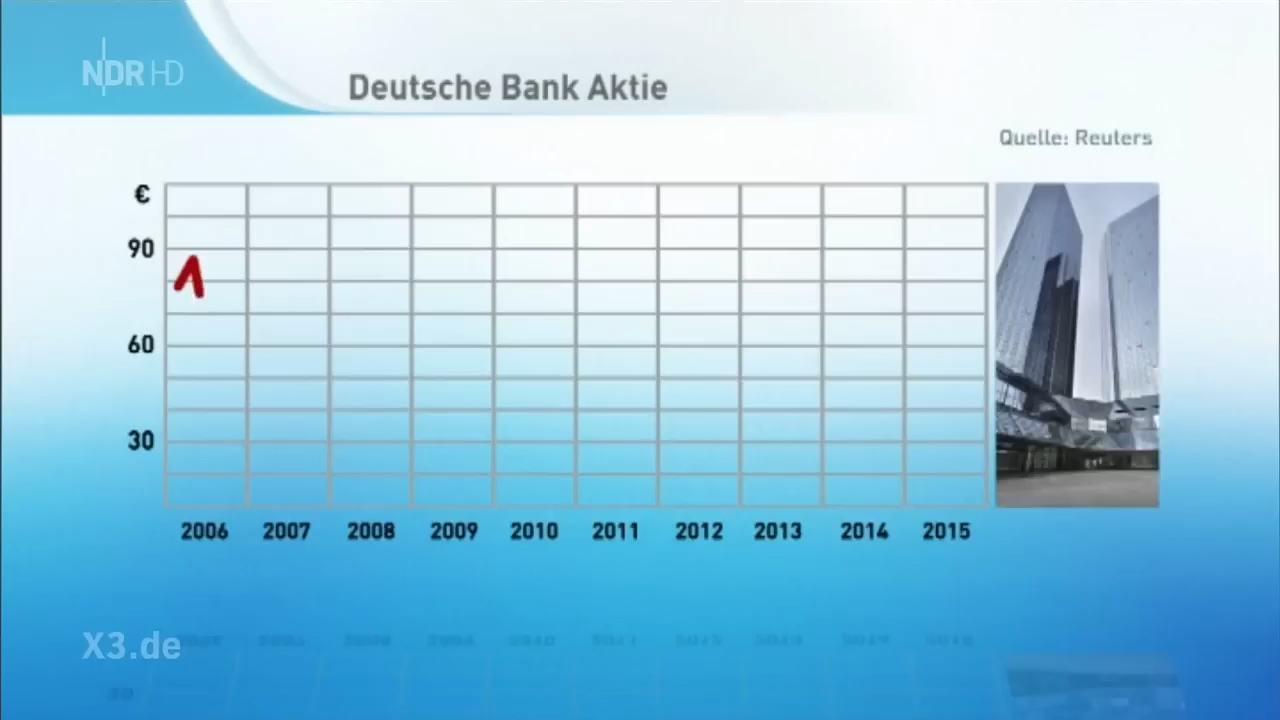 NDR HD
Deutsche Bank Aktie
Quelle: Reuters
€
90
60
30
2006 2007 2008 2009 2010 2011 2012 2013 2014 2015
X3.de